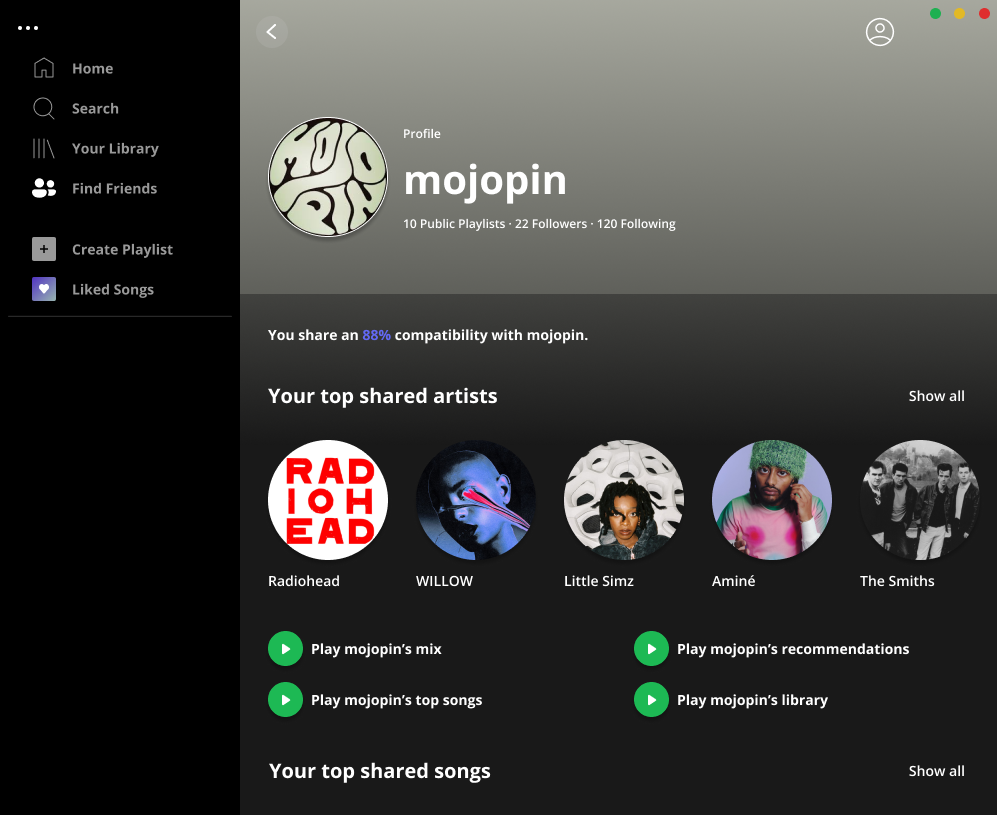 Home
Search
Your Library
Find Friends
Create Playlist
Liked Songs
MOJO
PIN
Profile
mojopin
10 Public Playlists · 22 Followers · 120 Following
You share an 88% compatibility with mojopin.
Your top shared artists
Show all
RAD
IOH
EAD
Radiohead
WILLOW
Little Simz
Aminé
The Smiths
Play mojopin’s mix
Play mojopin’s recommendations
Play mojopin’s top songs
Play mojopin’s library
Your top shared songs
Show all